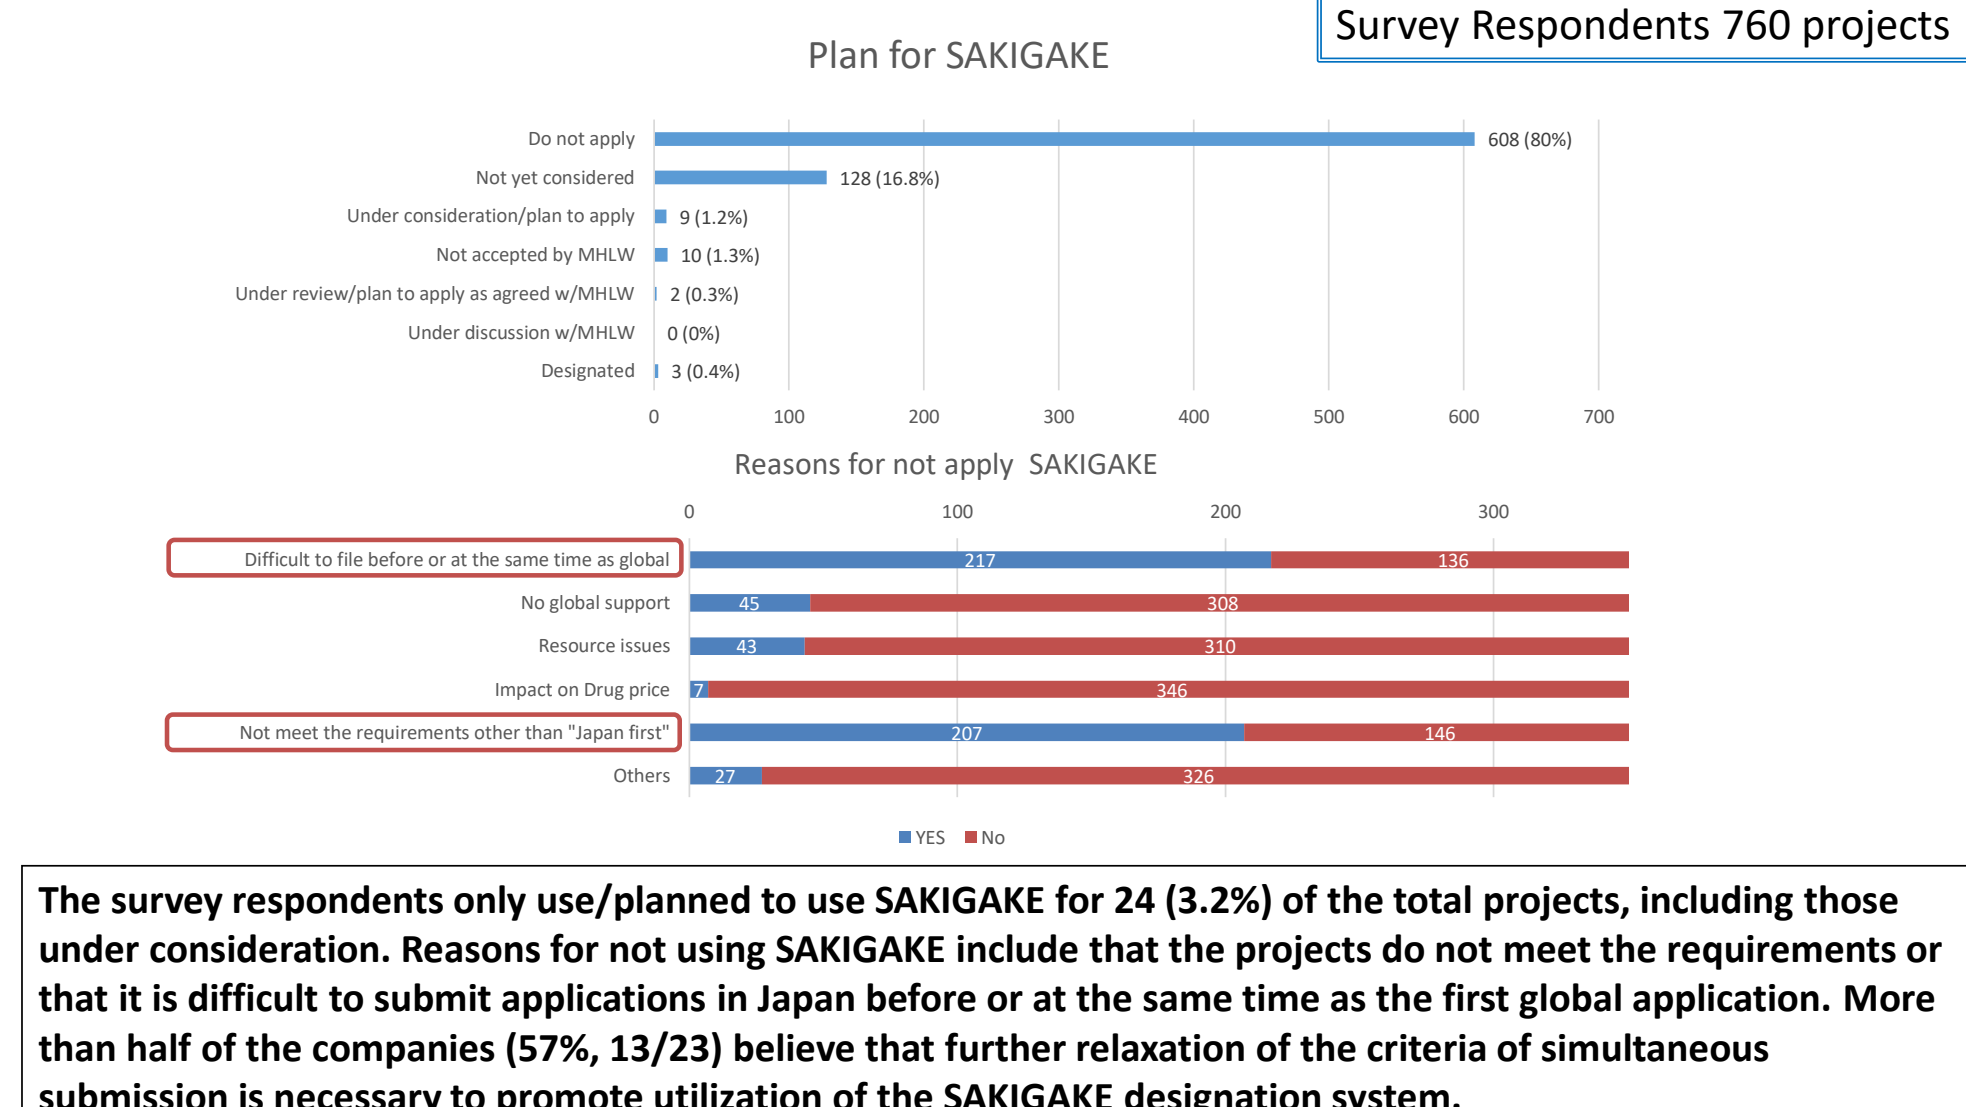 Survey Respondents 760 projects
Plan for SAKIGAKE
Do not apply 608 (80%)
Not yet considered 128 (16.8%)
Under consideration/plan to apply 9 (1.2%)
Not accepted by MHLW 10 (1.3%)
Under review/plan to apply as agreed w/MHLW 2 (0.3%)
Under discussion w/MHLW 0 (0%)
Designated 3 (0.4%)
0 100 200 300 400 500 600 700
Reasons for not apply SAKIGAKE
0 100 200 300
Difficult to file before or at the same time as global 217 136
No global support 45 308
Resource issues 43 310
Impact on Drug price 7 346
Not meet the requirements other than "Japan first" 207 146
Others 27 326
YES No
The survey respondents only use/planned to use SAKIGAKE for 24 (3.2%) of the total projects, including those
under consideration. Reasons for not using SAKIGAKE include that the projects do not meet the requirements or
that it is difficult to submit applications in Japan before or at the same time as the first global application. More
than half of the companies (57%, 13/23) believe that further relaxation of the criteria of simultaneous
submission is necessary to promote utilization of the SAKIGAKE designation system.